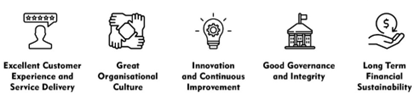 Excellent Customer
Experience and
Service Delivery
Great
Organisational
Culture
Innovation
and Continuous
Improvement
Good Governance
and Integrity
Long Term
Financial
Sustainability